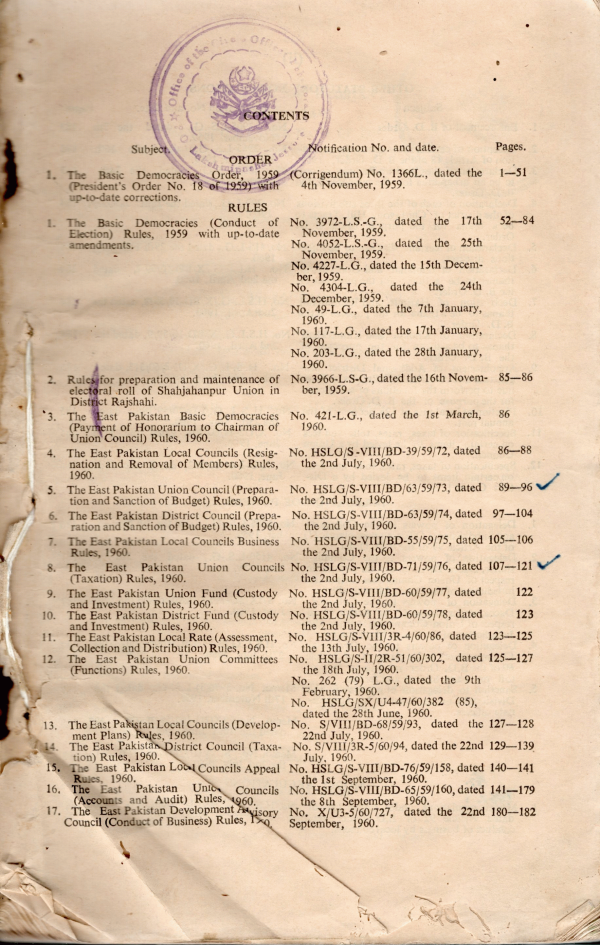 Office of the
Lakshmipasha, Jessore
CONTENTS
Subject. Notification No. and date. Pages.
ORDER
1. The Basic Democracies Order, 1959 (Corrigendum) No. 1366L., dated the 1—51
(President's Order No. 18 of 1959) with 4th November, 1959.
up-to-date corrections.
RULES
1. The Basic Democracies (Conduct of No. 3972-L.S.-G., dated the 17th 52—84
Election) Rules, 1959 with up-to-date November, 1959.
amendments. No. 4052-L.S.-G., dated the 25th
November, 1959.
No. 4227-L.G., dated the 15th Decem-
ber, 1959.
No. 4304-L.G., dated the 24th
December, 1959.
No. 49-L.G., dated the 7th January,
1960.
No. 117-L.G., dated the 17th January,
1960.
No. 203-L.G., dated the 28th January,
1960.
2. Rules for preparation and maintenance of No. 3966-L.S-G., dated the 16th Novem- 85—86
electoral roll of Shahjahanpur Union in ber, 1959.
District Rajshahi.
3. The East Pakistan Basic Democracies No. 421-L.G., dated the 1st March, 86
(Payment of Honorarium to Chairman of 1960.
Union Council) Rules, 1960.
4. The East Pakistan Local Councils (Resig- No. HSLG/S-VIII/BD-39/59/72, dated 86—88
nation and Removal of Members) Rules, the 2nd July, 1960.
1960.
5. The East Pakistan Union Council (Prepara- No. HSLG/S-VIII/BD/63/59/73, dated 89—96
tion and Sanction of Budget) Rules, 1960. the 2nd July, 1960.
6. The East Pakistan District Council (Prepa- No. HSLG/S-VIII/BD-63/59/74, dated 97—104
ration and Sanction of Budget) Rules, 1960. the 2nd July, 1960.
7. The East Pakistan Local Councils Business No. HSLG/S-VIII/BD-55/59/75, dated 105—106
Rules, 1960. the 2nd July, 1960.
8. The East Pakistan Union Councils No. HSLG/S-VIII/BD-71/59/76, dated 107—121
(Taxation) Rules, 1960. the 2nd July, 1960.
9. The East Pakistan Union Fund (Custody No. HSLG/S-VIII/BD-60/59/77, dated 122
and Investment) Rules, 1960. the 2nd July, 1960.
10. The East Pakistan District Fund (Custody No. HSLG/S-VIII/BD-60/59/78, dated 123
and Investment) Rules, 1960. the 2nd July, 1960.
11. The East Pakistan Local Rate (Assessment, No. HSLG/S-VIII/3R-4/60/86, dated 123—125
Collection and Distribution) Rules, 1960. the 13th July, 1960.
12. The East Pakistan Union Committees No. HSLG/S-II/2R-51/60/302, dated 125—127
(Functions) Rules, 1960. the 18th July, 1960.
No. 262 (79) L.G., dated the 9th
February, 1960.
No. HSLG/SX/U4-47/60/382 (85),
dated the 28th June, 1960.
13. The East Pakistan Local Councils (Develop- No. S/VIII/BD-68/59/93, dated the 127—128
ment Plans) Rules, 1960. 22nd July, 1960.
14. The East Pakistan District Council (Taxa- No. S/VIII/3R-5/60/94, dated the 22nd 129—139
tion) Rules, 1960. July, 1960.
15. The East Pakistan Local Councils Appeal No. HSLG/S-VIII/BD-76/59/158, dated 140—141
Rules, 1960. the 1st September, 1960.
16. The East Pakistan Union Councils No. HSLG/S-VIII/BD-65/59/160, dated 141—179
(Accounts and Audit) Rules, 1960. the 8th September, 1960.
17. The East Pakistan Development Advisory No. X/U3-5/60/727, dated the 22nd 180—182
Council (Conduct of Business) Rules, September, 1960.